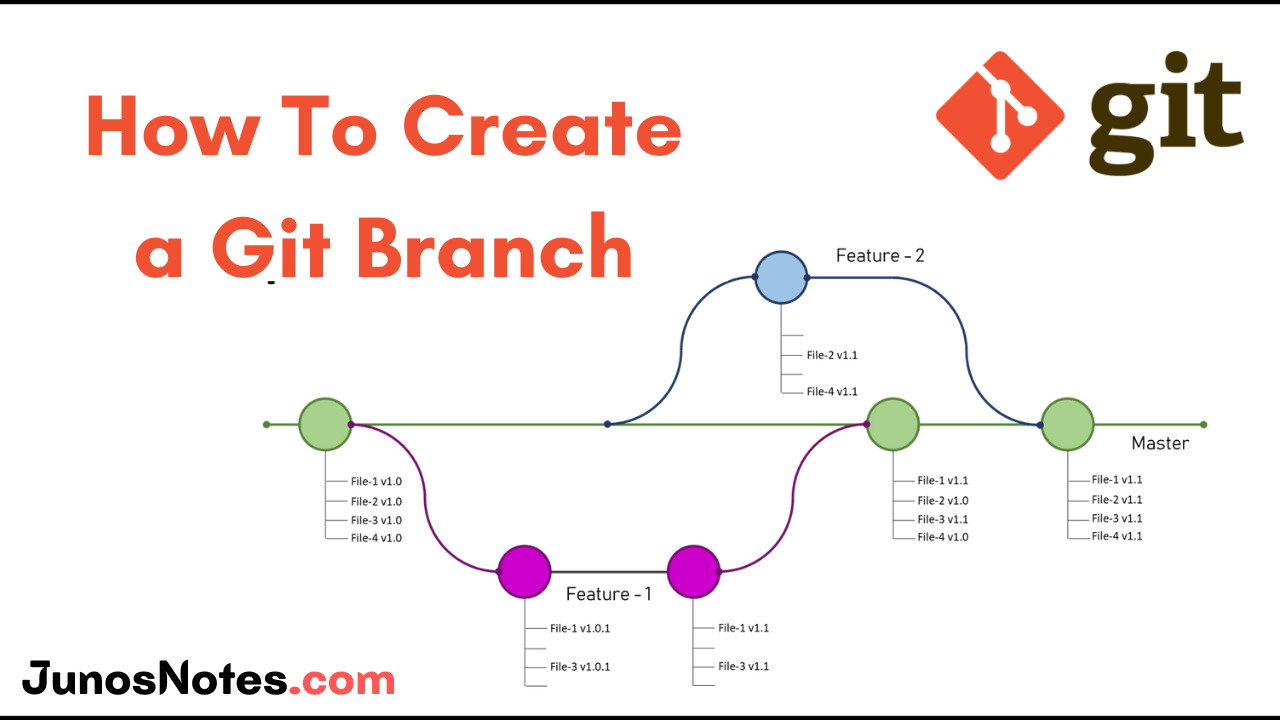 How To Create
a Git Branch
git
Feature - 2
File-2 v1.1
File-4 v1.1
Master
File-1 v1.0
File-2 v1.0
File-3 v1.0
File-4 v1.0
File-1 v1.1
File-2 v1.0
File-3 v1.1
File-4 v1.0
File-1 v1.1
File-2 v1.1
File-3 v1.1
File-4 v1.1
Feature - 1
File-1 v1.0.1
File-3 v1.0.1
File-1 v1.1
File-3 v1.1
JunosNotes.com